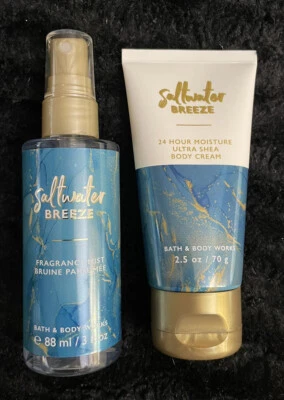 Saltwater
BREEZE
FRAGRANCE MIST
BRUINE PARFUMÉE
BATH & BODY WORKS
℮ 88 ml / 3 fl oz
Saltwater
BREEZE
24 HOUR MOISTURE
ULTRA SHEA
BODY CREAM
BATH & BODY WORKS
2.5 oz / 70 g